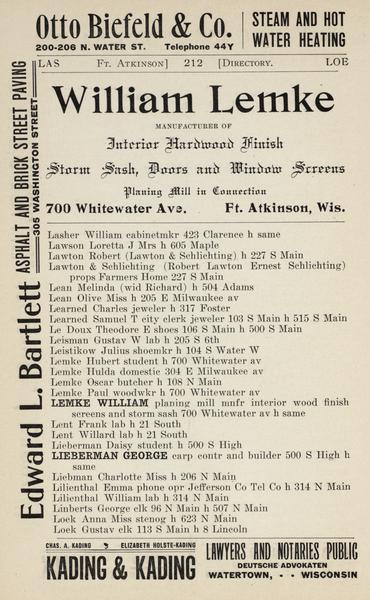 Otto Biefeld & Co.
200-206 N. WATER ST. Telephone 44Y
STEAM AND HOT
WATER HEATING
LAS FT. ATKINSON] 212 [DIRECTORY. LOE
William Lemke
MANUFACTURER OF
Interior Hardwood Finish
Storm Sash, Doors and Window Screens
Planing Mill in Connection
700 Whitewater Ave. Ft. Atkinson, Wis.
Lasher William cabinetmkr 423 Clarence h same
Lawson Loretta J Mrs h 605 Maple
Lawton Robert (Lawton & Schlichting) h 227 S Main
Lawton & Schlichting (Robert Lawton Ernest Schlichting)
props Farmers Home 227 S Main
Lean Melinda (wid Richard) h 504 Adams
Lean Olive Miss h 205 E Milwaukee av
Learned Charles jeweler h 317 Foster
Learned Samuel T city clerk jeweler 103 S Main h 515 S Main
Le Doux Theodore E shoes 106 S Main h 500 S Main
Leisman Gustav W lab h 205 S 6th
Leistikow Julius shoemkr h 104 S Water W
Lemke Hubert student h 700 Whitewater av
Lemke Hulda domestic 304 E Milwaukee av
Lemke Oscar butcher h 108 N Main
Lemke Paul woodwkr h 700 Whitewater av
LEMKE WILLIAM planing mill mnfr interior wood finish
screens and storm sash 700 Whitewater av h same
Lent Frank lab h 21 South
Lent Willard lab h 21 South
Lieberman Daisy student h 500 S High
LIEBERMAN GEORGE carp contr and builder 500 S High h
same
Liebman Charlotte Miss h 206 N Main
Lilienthal Emma phone opr Jefferson Co Tel Co h 314 N Main
Lilienthal William lab h 314 N Main
Linberts George clk 96 N Main h 507 N Main
Loek Anna Miss stenog h 623 N Main
Loek Gustav clk 113 S Main h 8 Lincoln
Edward L. Bartlett ASPHALT AND BRICK STREET PAVING
305 WASHINGTON STREET
CHAS. A. KADING ELIZABETH HOLSTE-KADING
KADING & KADING
LAWYERS AND NOTARIES PUBLIC
DEUTSCHE ADVOKATEN
WATERTOWN, - - WISCONSIN